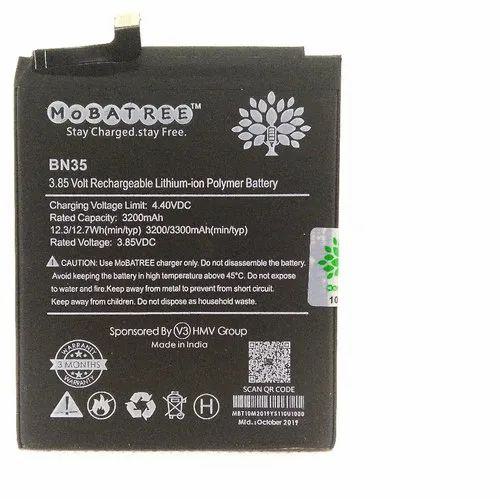 MOBATREE™
Stay Charged.stay Free.
BN35
3.85 Volt Rechargeable Lithium-ion Polymer Battery
Charging Voltage Limit: 4.40VDC
Rated Capacity: 3200mAh
12.3/12.7Wh(min/typ) 3200/3300mAh(min/typ)
Rated Voltage: 3.85VDC
CAUTION: Use MoBATREE charger only. Do not disassemble the battery.
Avoid keeping the battery in high temperature above 45°C. Do not expose
to water and fire. Keep away from metal to prevent from short circuit.
Keep away from children. Do not dispose as household waste.
10
Sponsored By V3 HMV Group
Made in India
WARRANTY
3 MONTHS
SCAN QR CODE
H
MBT10M2019YS110U1000
Mfd.:October 2019